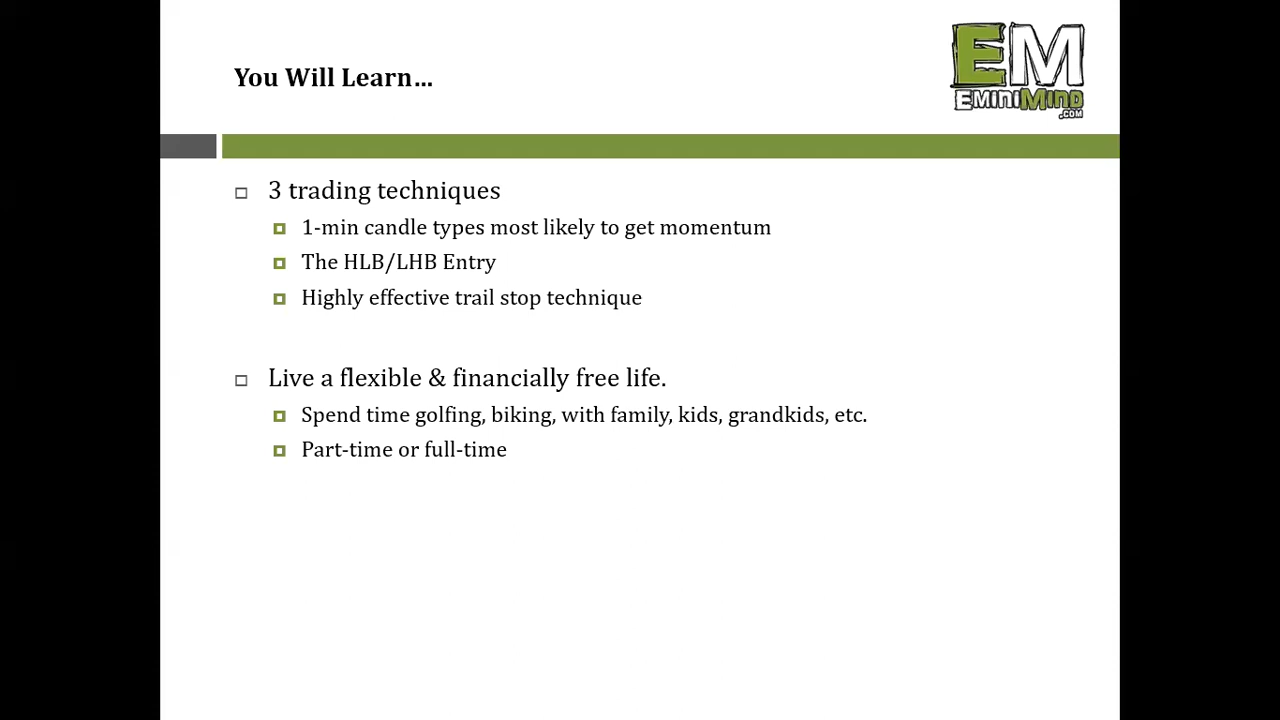 You Will Learn...
EM
EMiniMind
.COM
3 trading techniques
1-min candle types most likely to get momentum
The HLB/LHB Entry
Highly effective trail stop technique
Live a flexible & financially free life.
Spend time golfing, biking, with family, kids, grandkids, etc.
Part-time or full-time